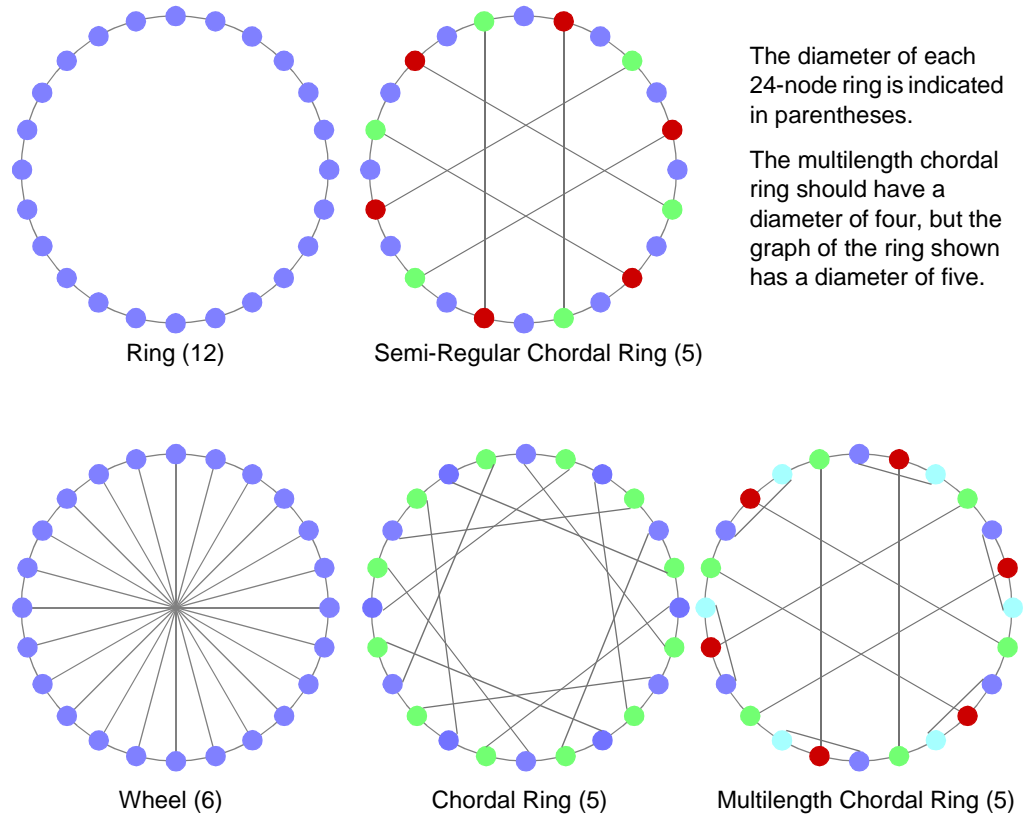 The diameter of each
24-node ring is indicated
in parentheses.
The multilength chordal
ring should have a
diameter of four, but the
graph of the ring shown
has a diameter of five.
Ring (12)
Semi-Regular Chordal Ring (5)
Wheel (6)
Chordal Ring (5)
Multilength Chordal Ring (5)